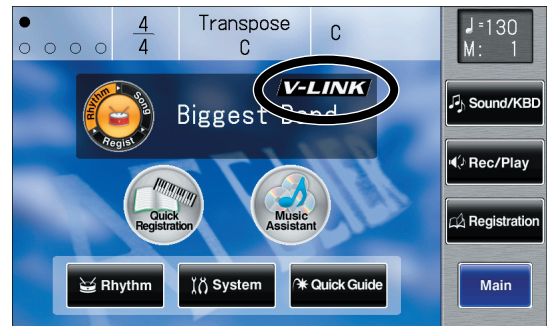 4
4
Transpose
C
C
♩=130
M: 1
V-LINK
Rhythm
Song
Regist
Biggest Band
Sound/KBD
Rec/Play
Registration
Main
Quick
Registration
Music
Assistant
Rhythm
System
Quick Guide
ATELIER